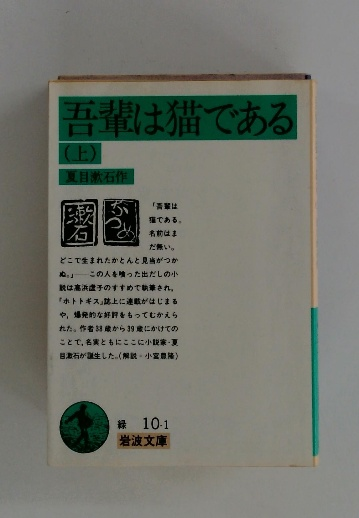 吾輩は猫である
(上)
夏目漱石作
漱石
なつめ
「吾輩は
猫である。
名前はま
だ無い。
どこで生まれたかとんと見当がつか
ぬ。」――この人を喰った出だしの小
説は高浜虚子のすすめで執筆され,
『ホトトギス』誌上に連載がはじまる
や, 爆発的な好評をもってむかえら
れた。作者38歳から39歳にかけての
ことで,名実ともにここに小説家・夏
目漱石が誕生した。(解説・小宮豊隆)
緑 10-1
岩波文庫